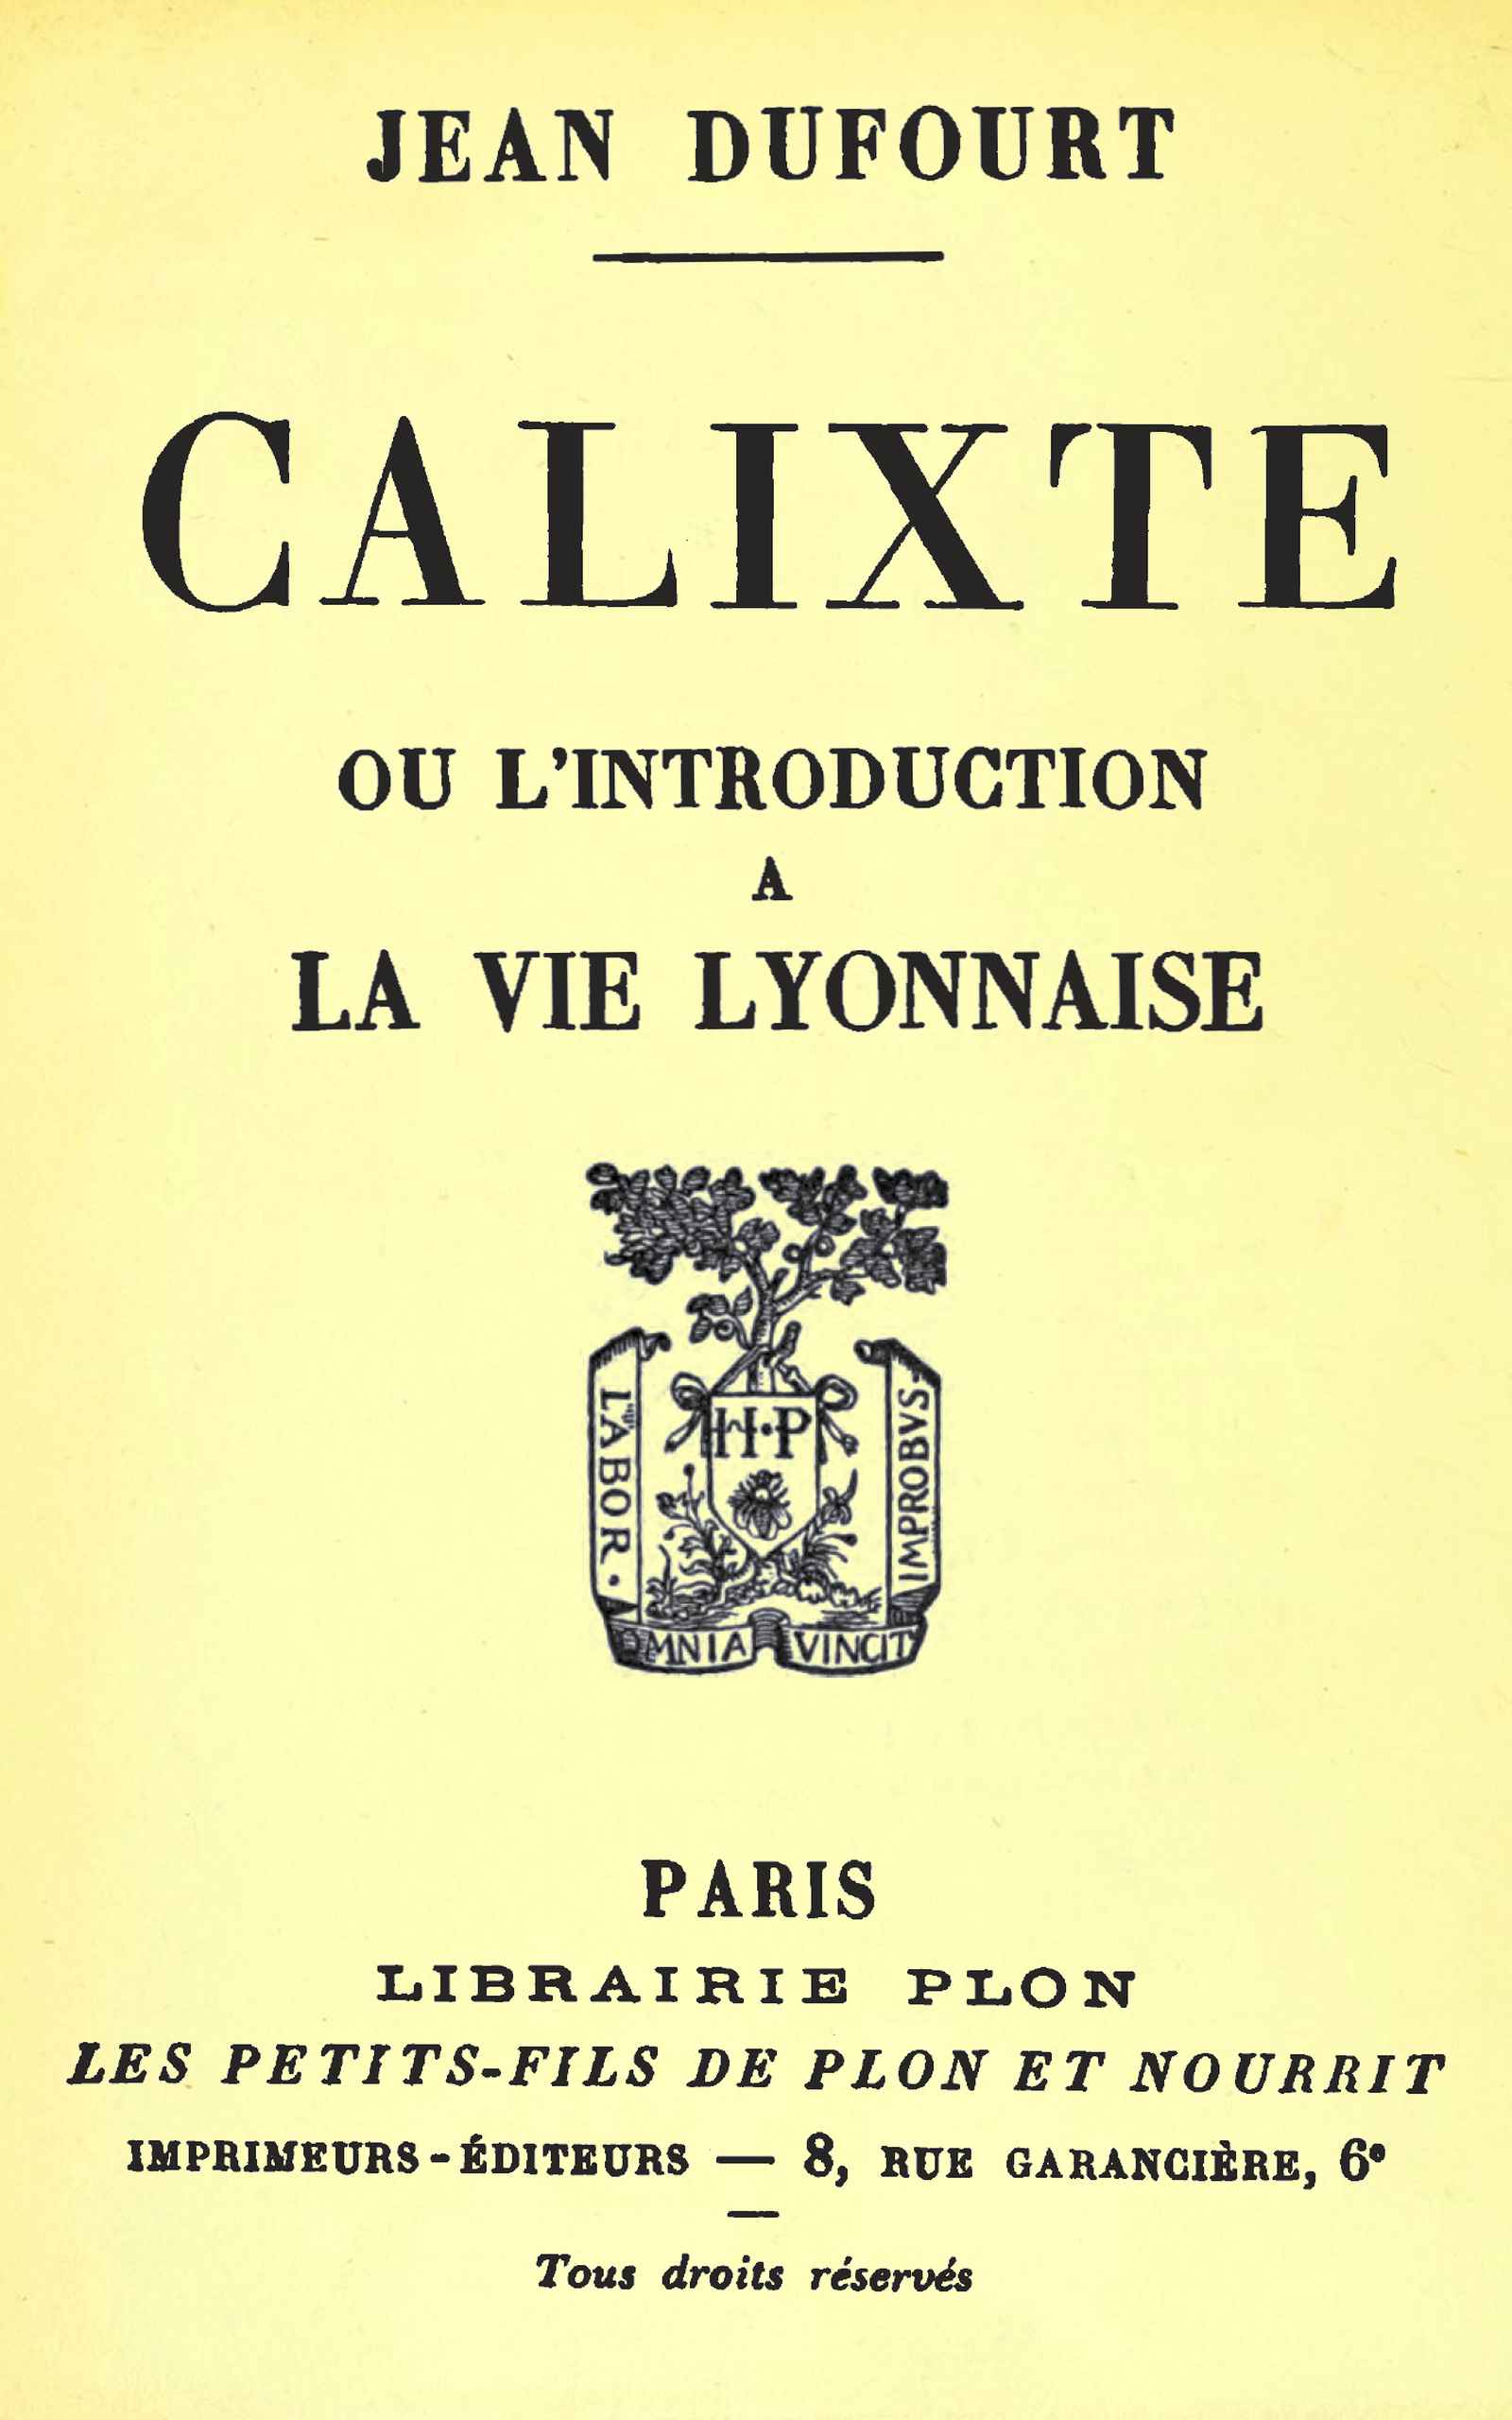 JEAN DUFOURT
CALIXTE
OU L'INTRODUCTION
A
LA VIE LYONNAISE
H·P
LABOR·
IMPROBVS·
OMNIA VINCIT
PARIS
LIBRAIRIE PLON
LES PETITS-FILS DE PLON ET NOURRIT
IMPRIMEURS-ÉDITEURS — 8, RUE GARANCIÈRE, 6e
Tous droits réservés